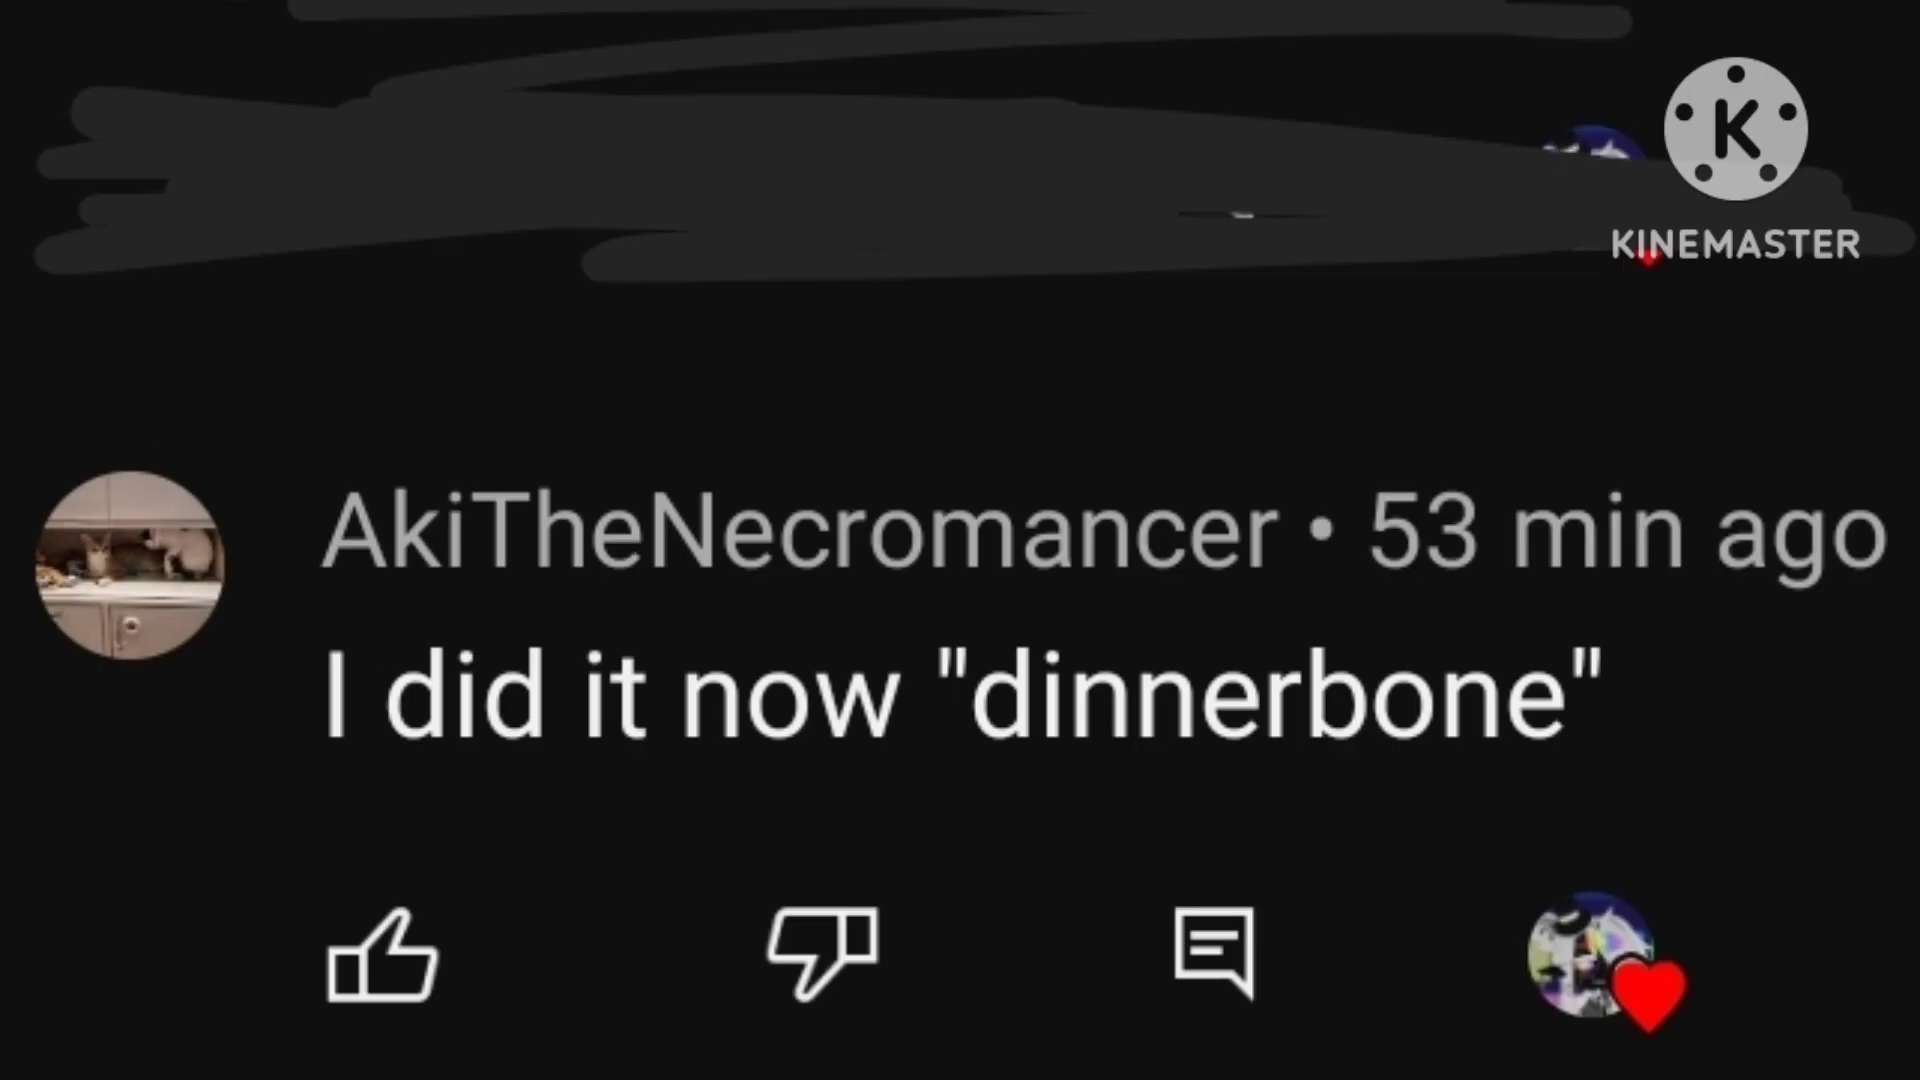 K
KINEMASTER
AkiTheNecromancer • 53 min ago
I did it now "dinnerbone"